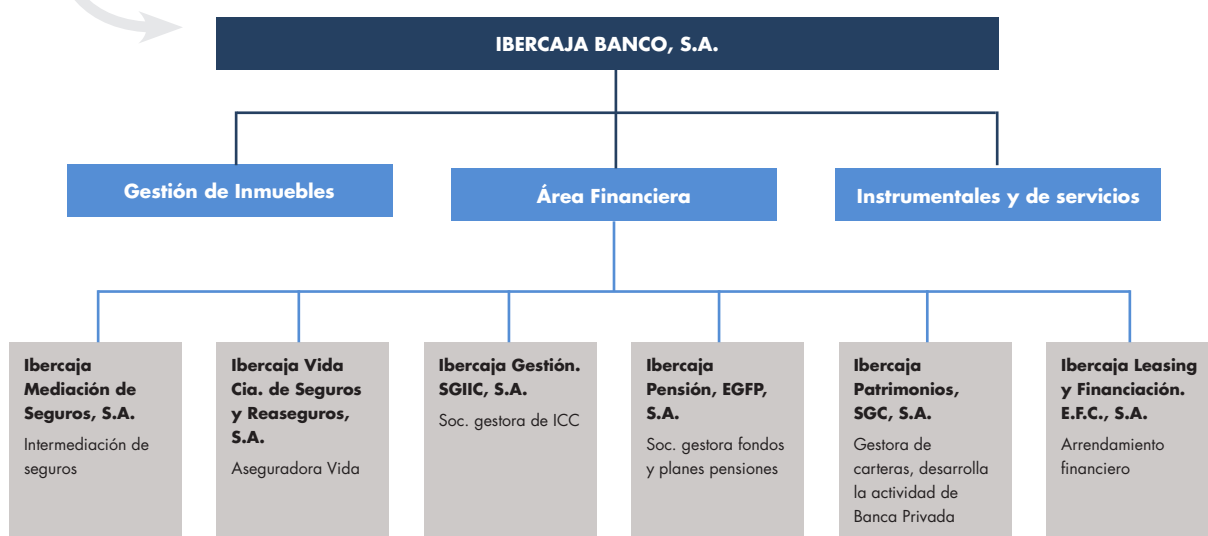 IBERCAJA BANCO, S.A.
Gestión de Inmuebles
Área Financiera
Instrumentales y de servicios
Ibercaja
Mediación de
Seguros, S.A.
Intermediación de
seguros
Ibercaja Vida
Cia. de Seguros
y Reaseguros,
S.A.
Aseguradora Vida
Ibercaja Gestión.
SGIIC, S.A.
Soc. gestora de ICC
Ibercaja
Pensión, EGFP,
S.A.
Soc. gestora fondos
y planes pensiones
Ibercaja
Patrimonios,
SGC, S.A.
Gestora de
carteras, desarrolla
la actividad de
Banca Privada
Ibercaja Leasing
y Financiación.
E.F.C., S.A.
Arrendamiento
financiero